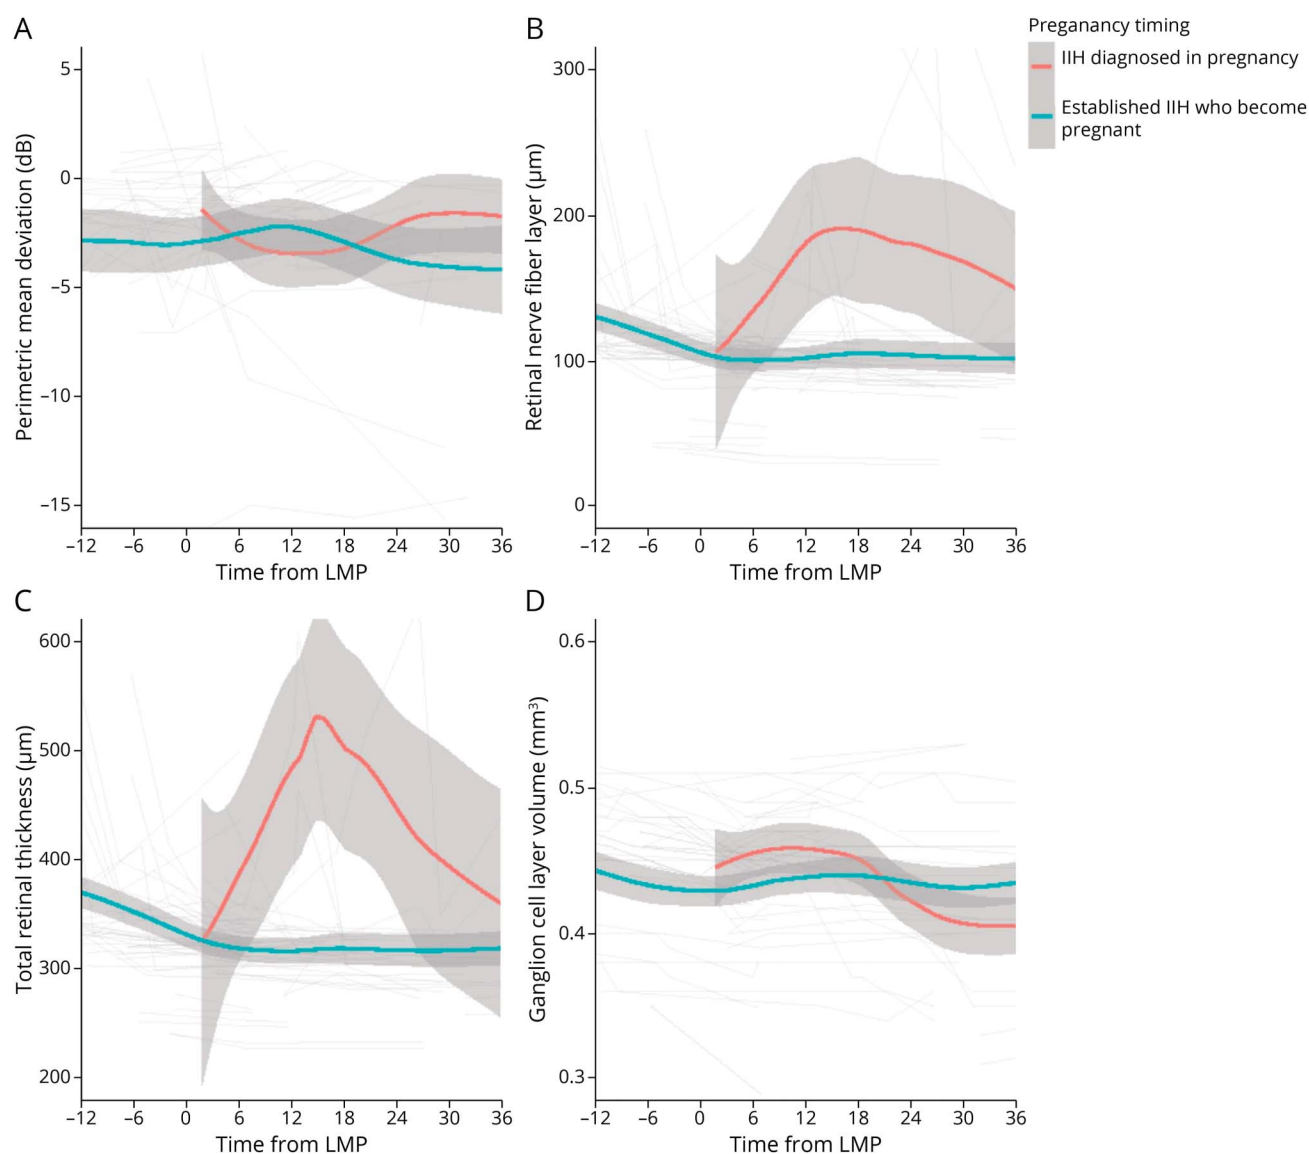 A
B
Preganancy timing
IIH diagnosed in pregnancy
Established IIH who become
pregnant
Perimetric mean deviation (dB)
5
0
−5
−10
−15
−12 −6 0 6 12 18 24 30 36
Time from LMP
Retinal nerve fiber layer (μm)
300
200
100
0
−12 −6 0 6 12 18 24 30 36
Time from LMP
C
D
Total retinal thickness (μm)
600
500
400
300
200
−12 −6 0 6 12 18 24 30 36
Time from LMP
Ganglion cell layer volume (mm³)
0.6
0.5
0.4
0.3
−12 −6 0 6 12 18 24 30 36
Time from LMP